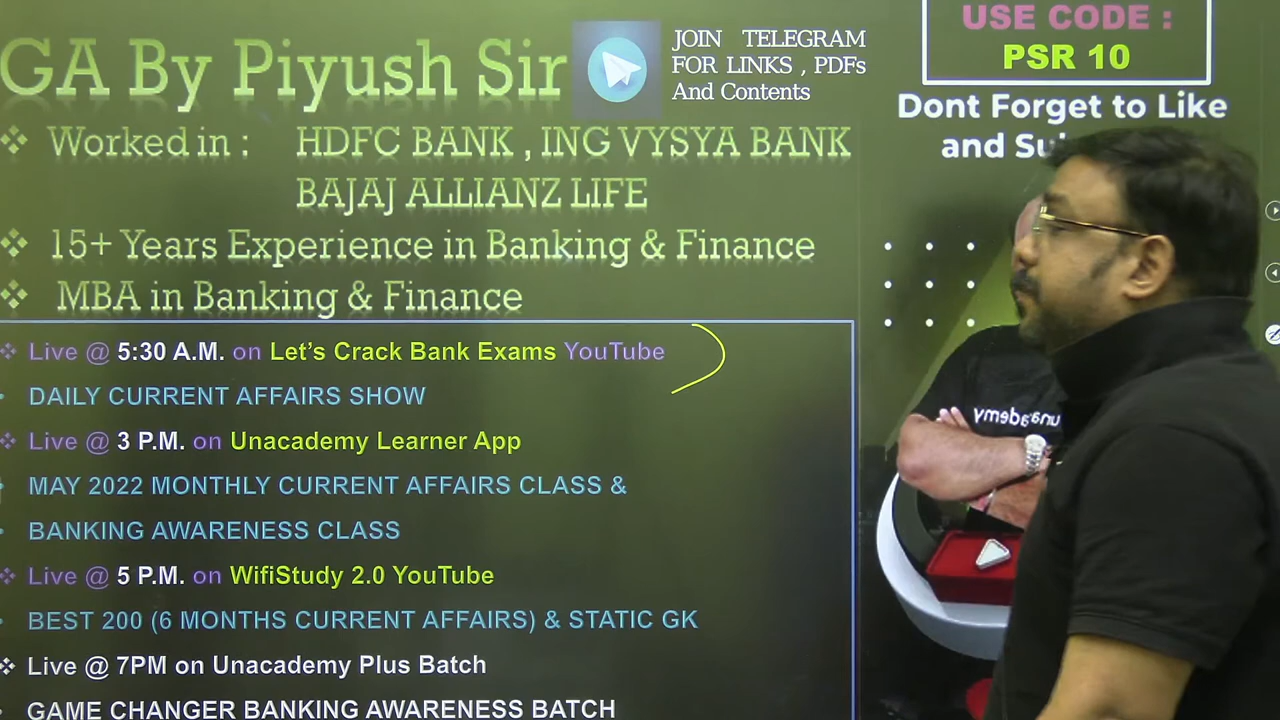 GA By Piyush Sir
JOIN TELEGRAM
FOR LINKS , PDFs
And Contents
USE CODE :
PSR 10
Dont Forget to Like
and
❖ Worked in : HDFC BANK , ING VYSYA BANK
BAJAJ ALLIANZ LIFE
❖ 15+ Years Experience in Banking & Finance
❖ MBA in Banking & Finance
❖ Live @ 5:30 A.M. on Let's Crack Bank Exams YouTube
• DAILY CURRENT AFFAIRS SHOW
❖ Live @ 3 P.M. on Unacademy Learner App
• MAY 2022 MONTHLY CURRENT AFFAIRS CLASS &
• BANKING AWARENESS CLASS
❖ Live @ 5 P.M. on WifiStudy 2.0 YouTube
• BEST 200 (6 MONTHS CURRENT AFFAIRS) & STATIC GK
❖ Live @ 7PM on Unacademy Plus Batch
GAME CHANGER BANKING AWARENESS BATCH
unacademy